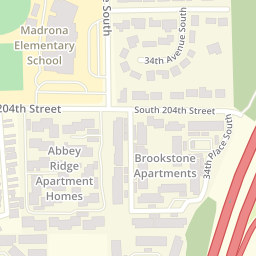 Madrona
Elementary
School
ue South
34th Avenue South
204th Street
South 204th Street
Abbey
Ridge
Apartment
Homes
Brookstone
Apartments
34th Place South